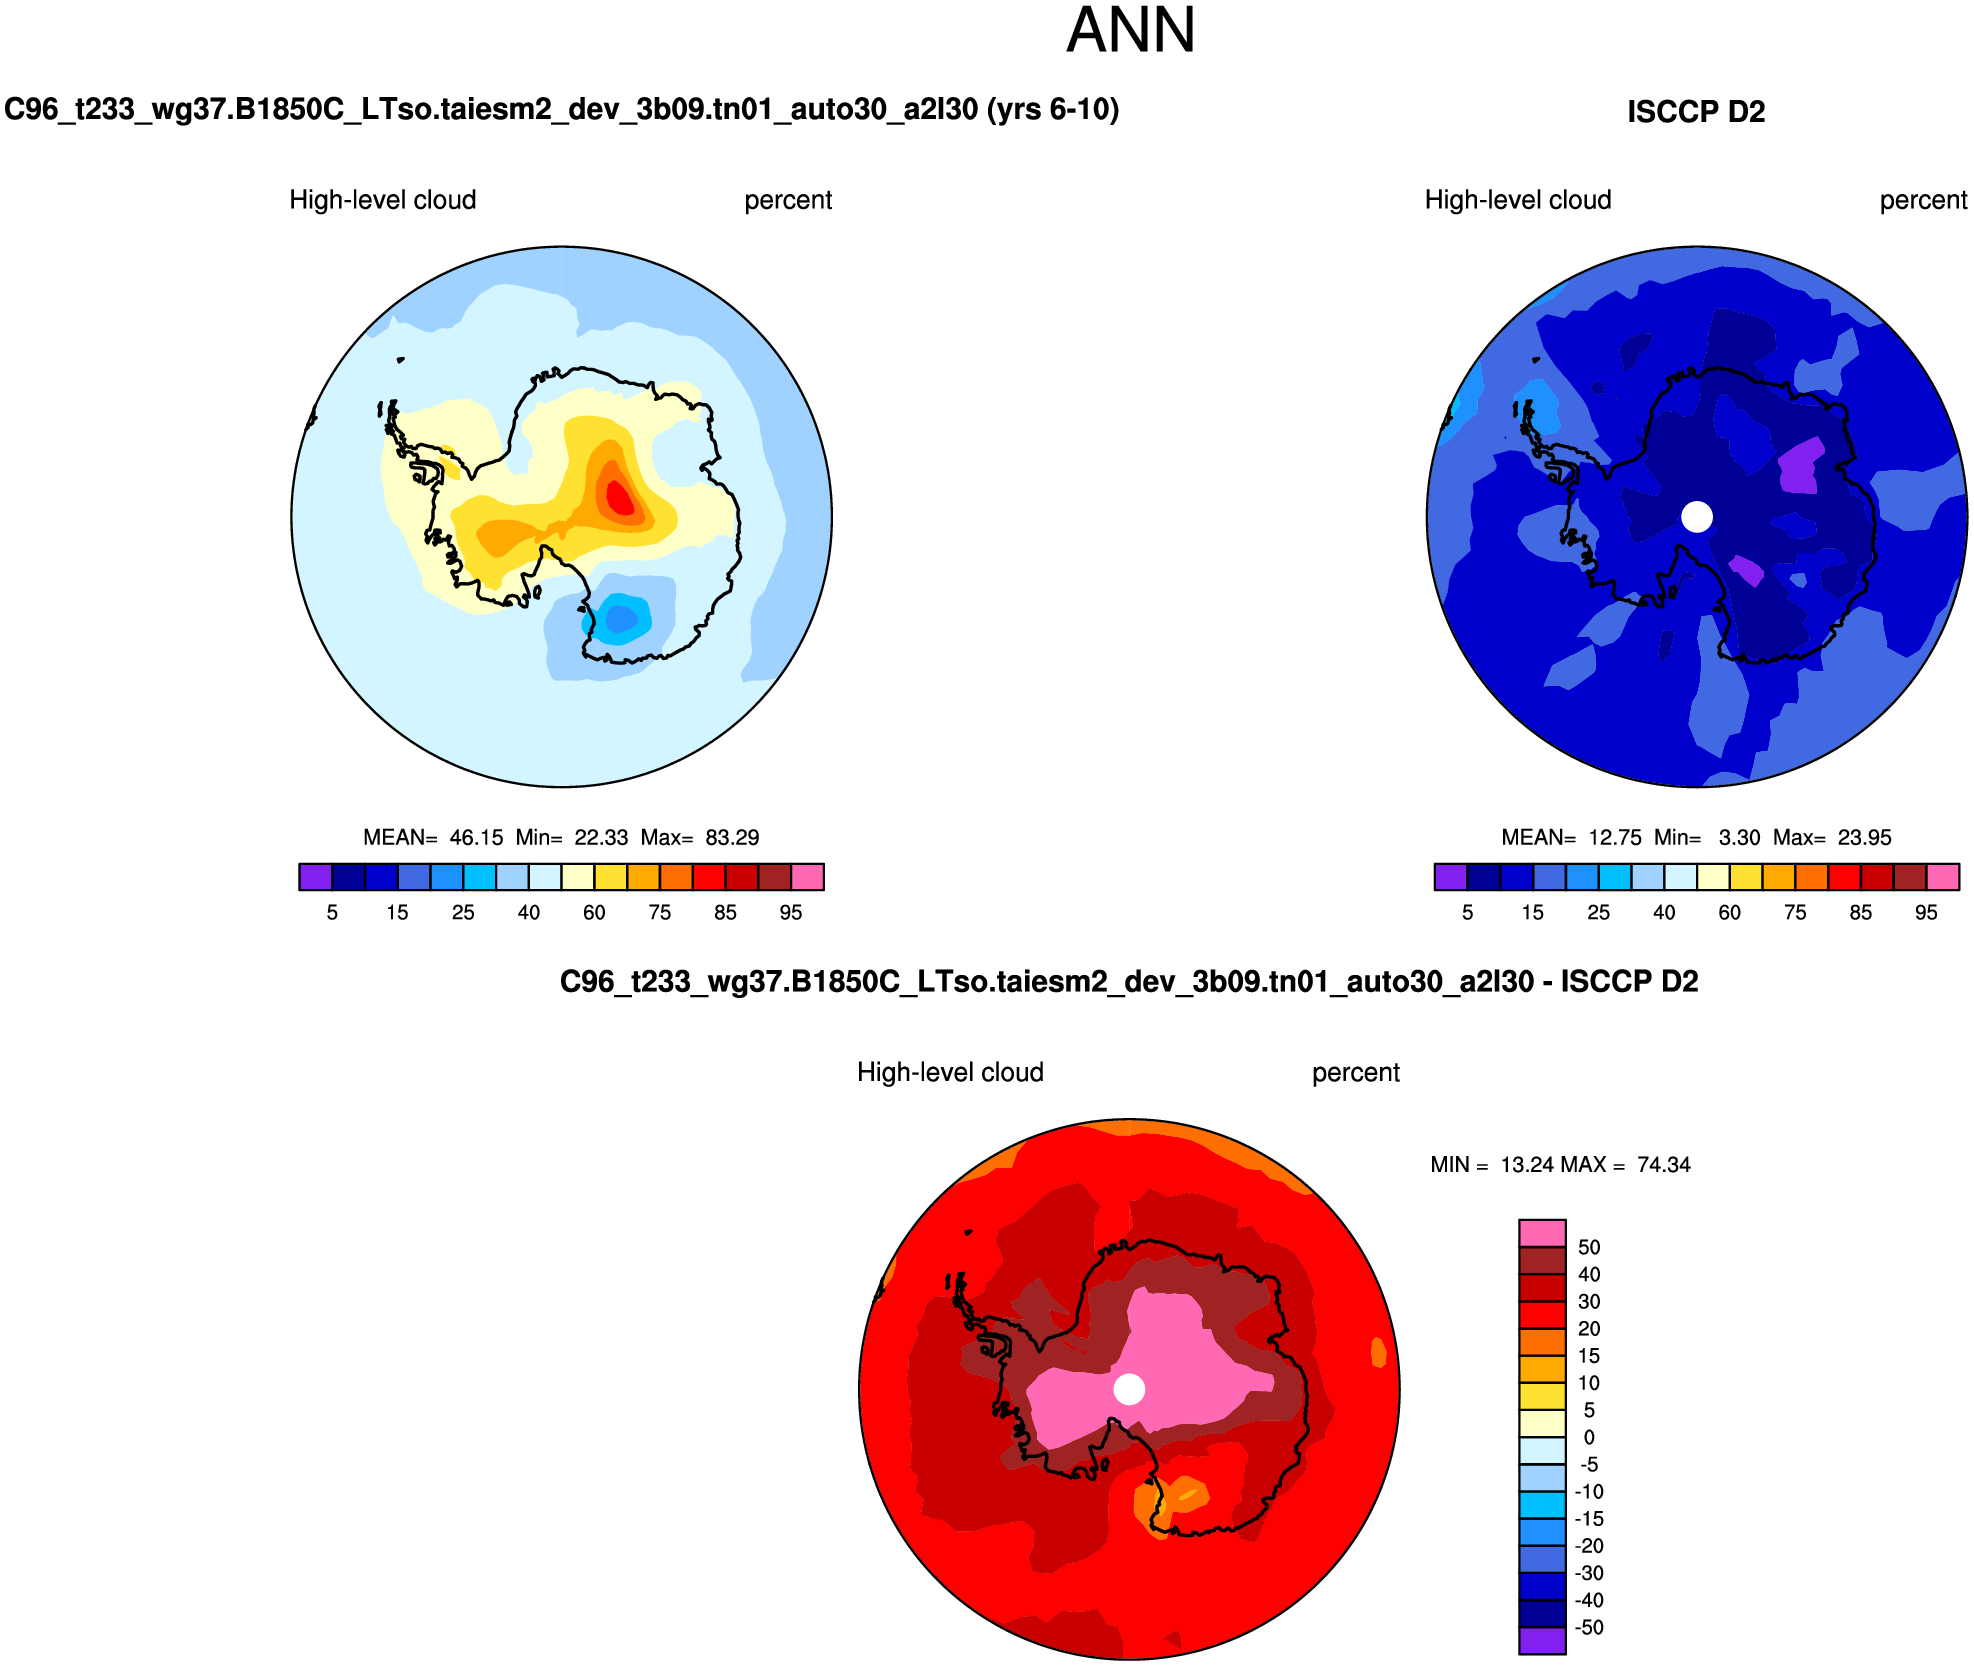 ANN
C96_t233_wg37.B1850C_LTso.taiesm2_dev_3b09.tn01_auto30_a2l30 (yrs 6-10)
ISCCP D2
High-level cloud percent
High-level cloud percent
MEAN= 46.15 Min= 22.33 Max= 83.29
MEAN= 12.75 Min= 3.30 Max= 23.95
5 15 25 40 60 75 85 95
5 15 25 40 60 75 85 95
C96_t233_wg37.B1850C_LTso.taiesm2_dev_3b09.tn01_auto30_a2l30 - ISCCP D2
High-level cloud percent
MIN = 13.24 MAX = 74.34
50
40
30
20
15
10
5
0
-5
-10
-15
-20
-30
-40
-50